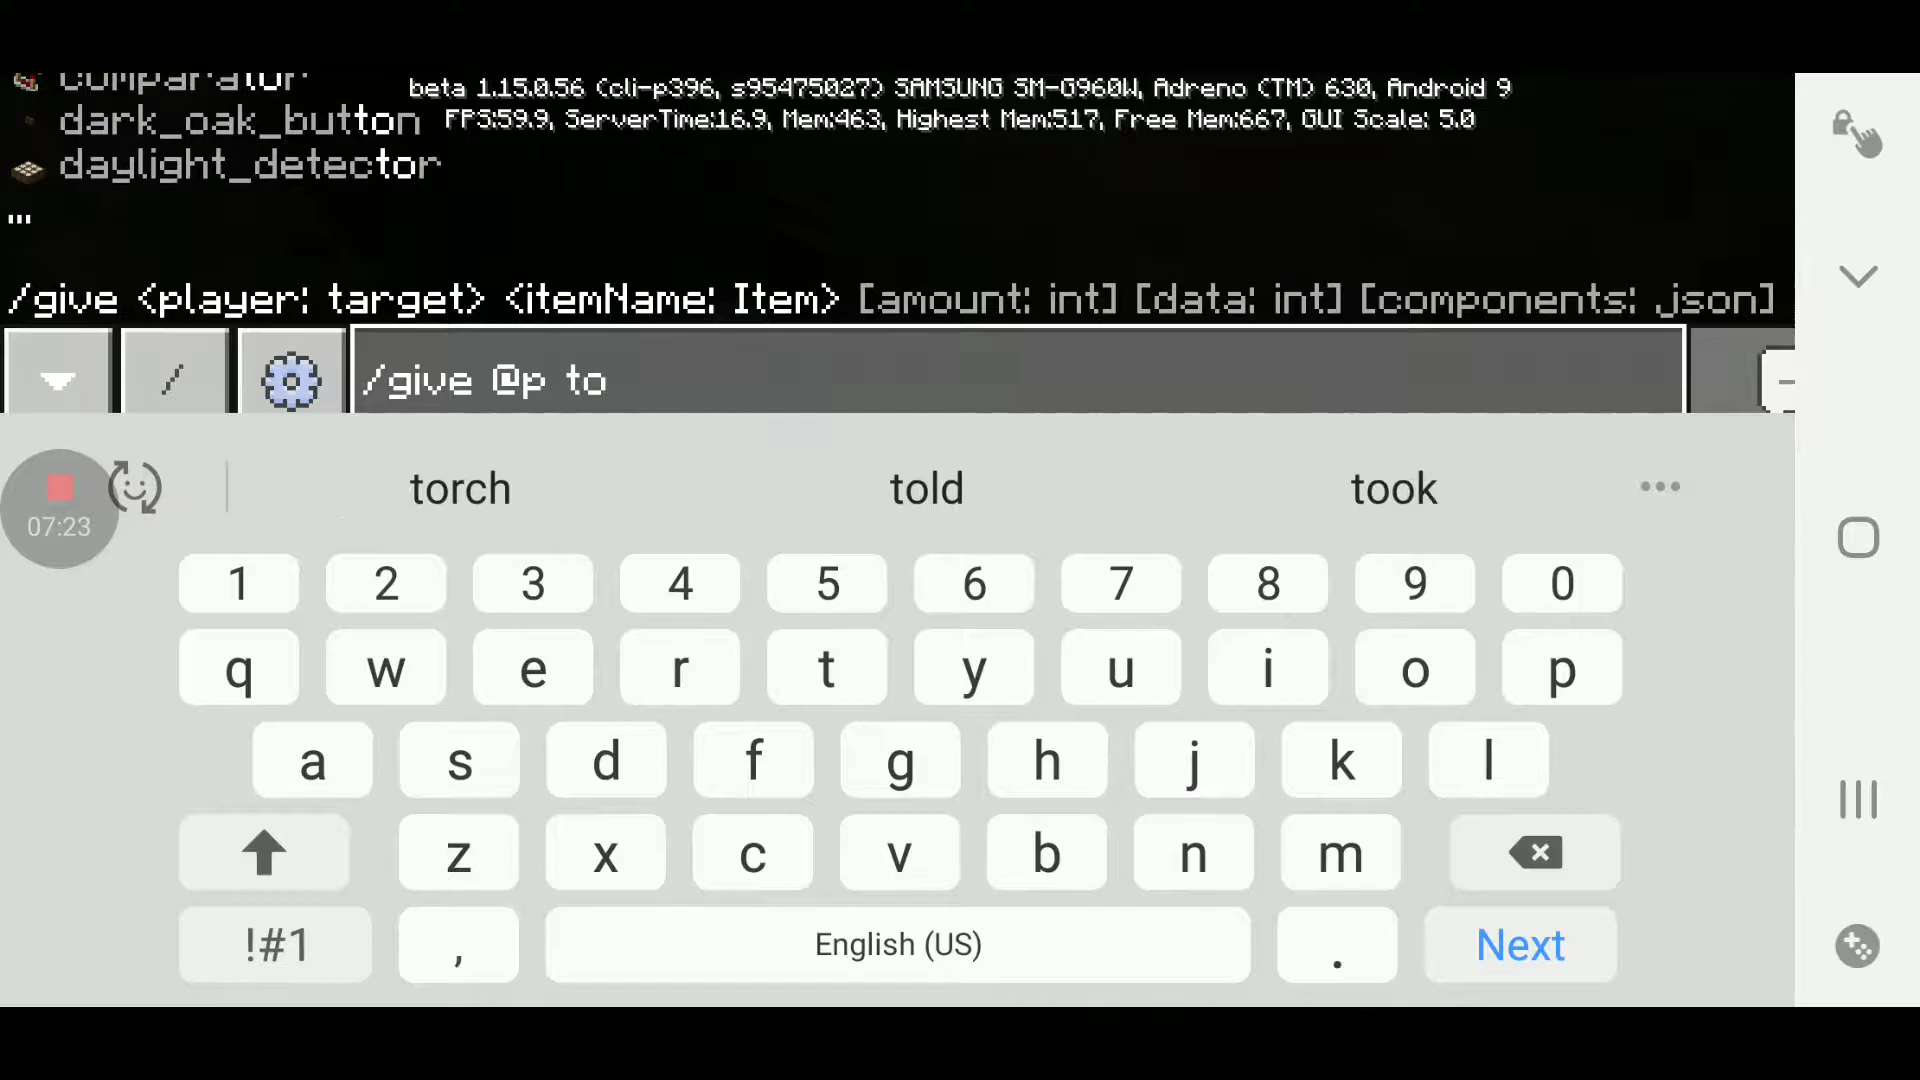 comparator
beta 1.15.0.56 (cli-p396, s95475027) SAMSUNG SM-G960W, Adreno (TM) 630, Android 9
dark_oak_button
FPS:59.9, ServerTime:16.9, Mem:463, Highest Mem:517, Free Mem:667, GUI Scale: 5.0
daylight_detector
...
/give <player: target> <itemName: Item> [amount: int] [data: int] [components: json]
/
/give @p to
07:23
torch told took
1 2 3 4 5 6 7 8 9 0
q w e r t y u i o p
a s d f g h j k l
z x c v b n m
!#1 , English (US) . Next